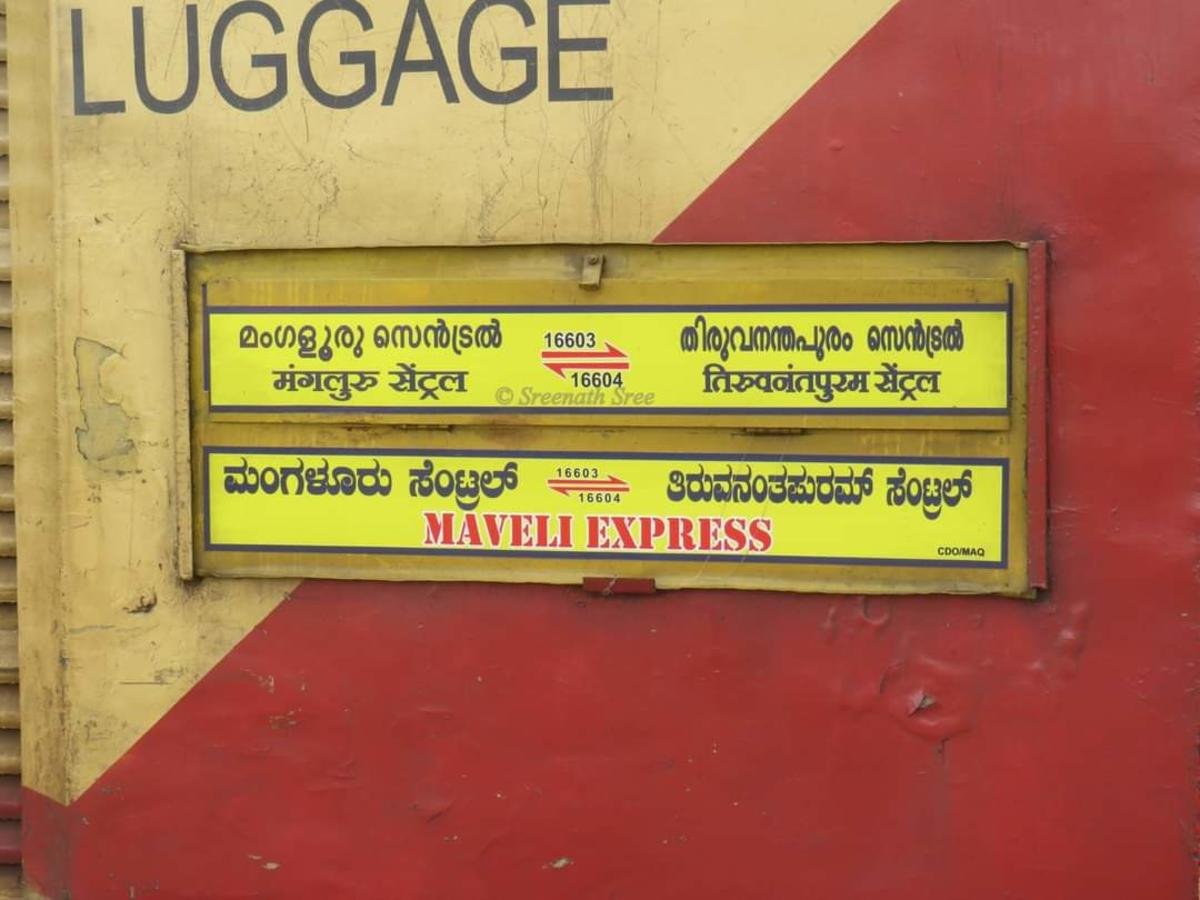 LUGGAGE
മംഗളൂരു സെൻട്രൽ 16603 തിരുവനന്തപുരം സെൻട്രൽ
मंगलुरु सेंट्रल 16604 तिरुवनंतपुरम सेंट्रल
© Sreenath Sree
ಮಂಗಳೂರು ಸೆಂಟ್ರಲ್ 16603 16604 ತಿರುವನಂತಪುರಮ್ ಸೆಂಟ್ರಲ್
MAVELI EXPRESS
CDO/MAQ